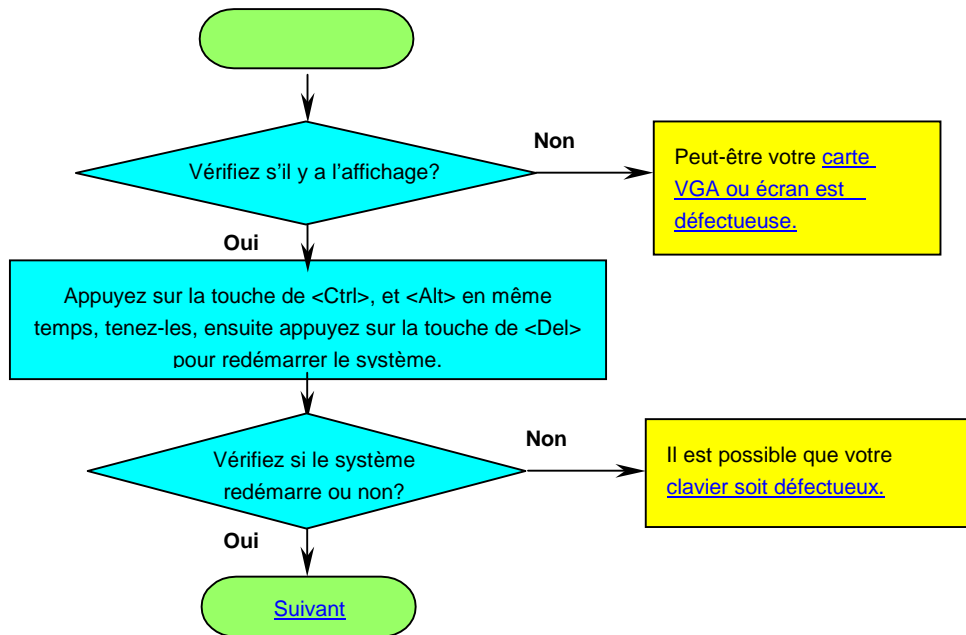 Vérifiez s'il y a l'affichage?
Non
Peut-être votre carte
VGA ou écran est
défectueuse.
Oui
Appuyez sur la touche de <Ctrl>, et <Alt> en même
temps, tenez-les, ensuite appuyez sur la touche de <Del>
pour redémarrer le système.
Vérifiez si le système
redémarre ou non?
Non
Il est possible que votre
clavier soit défectueux.
Oui
Suivant